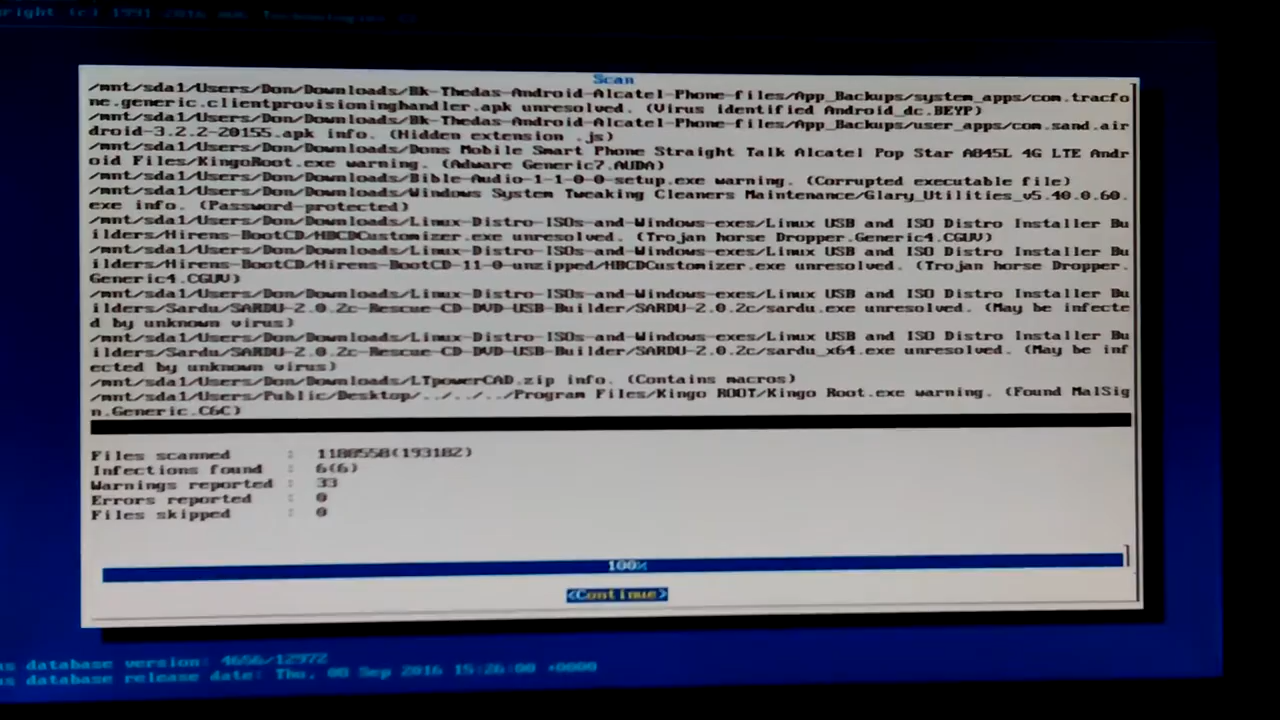 right (c) 1991-2016 AVG Technologies CZ
Scan
/mnt/sda1/Users/Don/Downloads/Bk-Thedas-Android-Alcatel-Phone-files/App_Backups/system_apps/com.tracfo
ne.generic.clientprovisioninghandler.apk unresolved. (Virus identified Android_dc.BEYP)
/mnt/sda1/Users/Don/Downloads/Bk-Thedas-Android-Alcatel-Phone-files/App_Backups/user_apps/com.sand.air
droid-3.2.2-20155.apk info. (Hidden extension .js)
/mnt/sda1/Users/Don/Downloads/Dons Mobile Smart Phone Straight Talk Alcatel Pop Star A845L 4G LTE Andr
oid Files/KingoRoot.exe warning. (Adware Generic7.AUDA)
/mnt/sda1/Users/Don/Downloads/Bible-Audio-1-1-0-0-setup.exe warning. (Corrupted executable file)
/mnt/sda1/Users/Don/Downloads/Windows System Tweaking Cleaners Maintenance/Glary_Utilities_v5.40.0.60.
exe info. (Password-protected)
/mnt/sda1/Users/Don/Downloads/Linux-Distro-ISOs-and-Windows-exes/Linux USB and ISO Distro Installer Bu
ilders/Hirens-BootCD/HBCDCustomizer.exe unresolved. (Trojan horse Dropper.Generic4.CGUV)
/mnt/sda1/Users/Don/Downloads/Linux-Distro-ISOs-and-Windows-exes/Linux USB and ISO Distro Installer Bu
ilders/Hirens-BootCD/Hirens-BootCD-11-0-unzipped/HBCDCustomizer.exe unresolved. (Trojan horse Dropper.
Generic4.CGUV)
/mnt/sda1/Users/Don/Downloads/Linux-Distro-ISOs-and-Windows-exes/Linux USB and ISO Distro Installer Bu
ilders/Sardu/SARDU-2.0.2c-Rescue-CD-DVD-USB-Builder/SARDU-2.0.2c/sardu.exe unresolved. (May be infecte
d by unknown virus)
/mnt/sda1/Users/Don/Downloads/Linux-Distro-ISOs-and-Windows-exes/Linux USB and ISO Distro Installer Bu
ilders/Sardu/SARDU-2.0.2c-Rescue-CD-DVD-USB-Builder/SARDU-2.0.2c/sardu_x64.exe unresolved. (May be inf
ected by unknown virus)
/mnt/sda1/Users/Don/Downloads/LTpowerCAD.zip info. (Contains macros)
/mnt/sda1/Users/Public/Desktop/../../../Program Files/Kingo ROOT/Kingo Root.exe warning. (Found MalSig
n.Generic.C6C)
Files scanned : 1180558(193182)
Infections found : 6(6)
Warnings reported : 33
Errors reported : 0
Files skipped : 0
100%
<Continue>
us database version: 4656/12972
us database release date: Thu, 08 Sep 2016 15:26:00 +0000